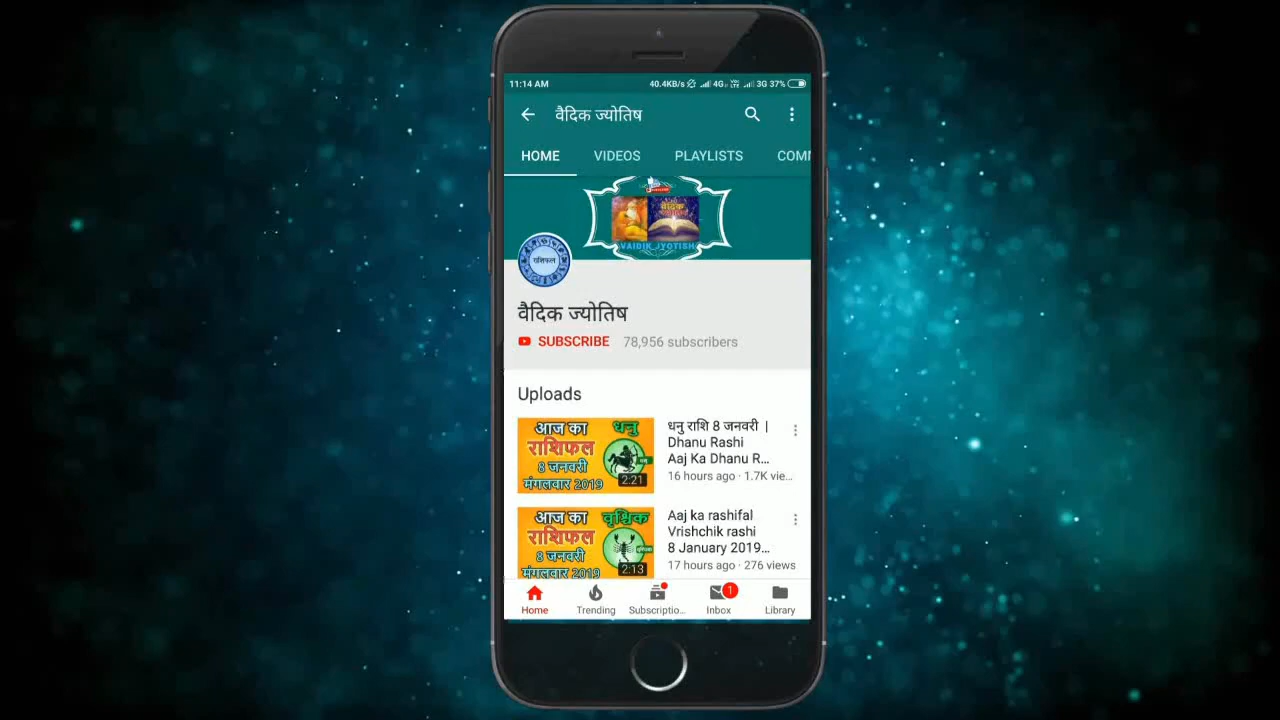 11:14 AM
40.4KB/s 4G VoLTE 3G 37%
वैदिक ज्योतिष
HOME VIDEOS PLAYLISTS COM
वैदिक
VAIDIK JYOTISH
राशिफल
वैदिक ज्योतिष
SUBSCRIBE 78,956 subscribers
Uploads
आज का धनु
राशिफल
8 जनवरी
मंगलवार 2019
2:21
धनु राशि 8 जनवरी |
Dhanu Rashi
Aaj Ka Dhanu R...
16 hours ago · 1.7K vie...
आज का वृश्चिक
राशिफल
8 जनवरी
मंगलवार 2019
2:13
Aaj ka rashifal
Vrishchik rashi
8 January 2019...
17 hours ago · 276 views
1
Home Trending Subscriptio... Inbox Library